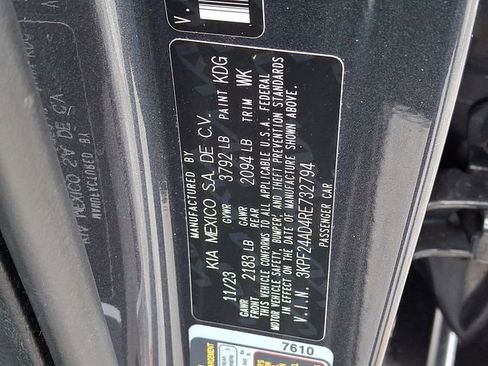 MANUFACTURED BY
KIA MEXICO S.A. DE C.V.
11/23 GVWR 3792 LB PAINT KDG
GAWR FRONT 2183 LB GAWR REAR 2094 LB TRIM WK
THIS VEHICLE CONFORMS TO ALL APPLICABLE U.S.A. FEDERAL
MOTOR VEHICLE SAFETY, BUMPER, AND THEFT PREVENTION STANDARDS
IN EFFECT ON THE DATE OF MANUFACTURE SHOWN ABOVE.
V.I.N. 3KPF24AD4RE732794
PASSENGER CAR
7610